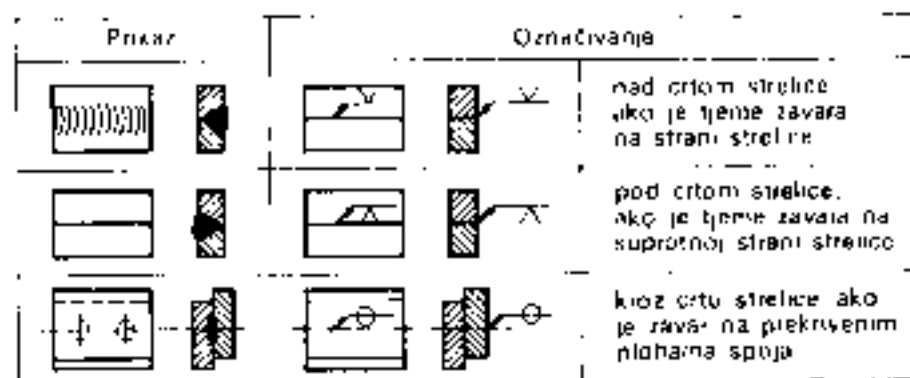 Prikaz
Označivanje
nad crtom strelice
ako je tjeme zavara
na strani strelice
pod crtom strelice,
ako je tjeme zavara na
suprotnoj strani strelice
kroz crtu strelice ako
je zavar na prekrivenim
plohama spoja